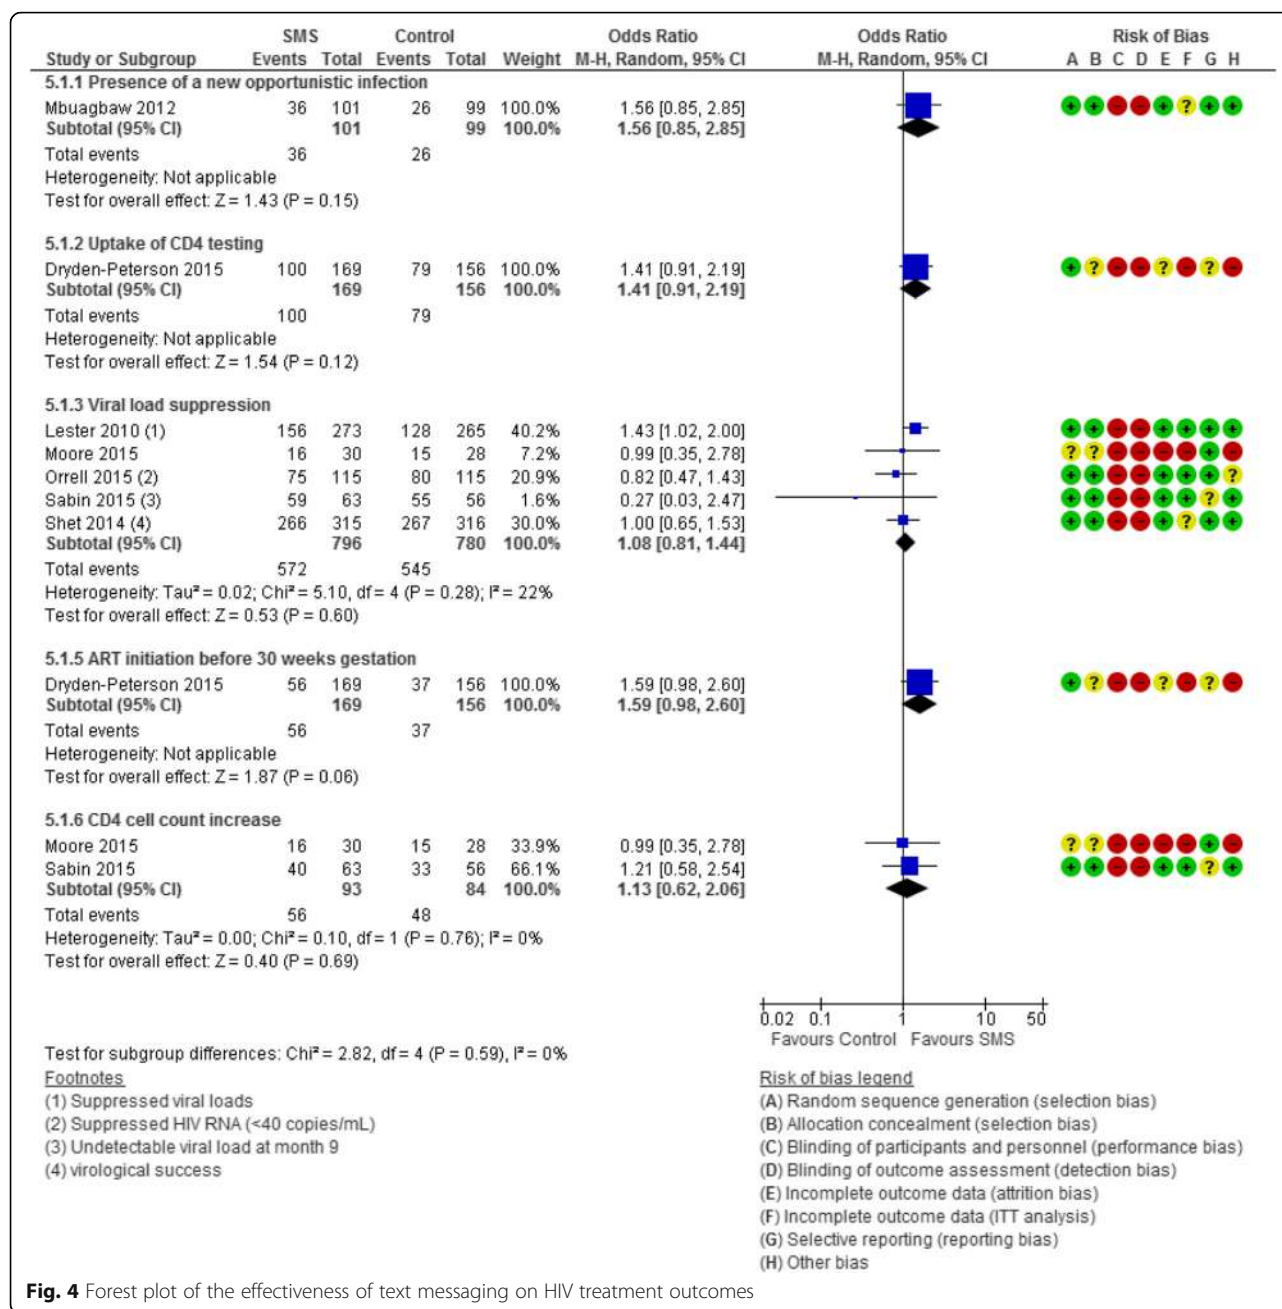 SMS Control Odds Ratio Odds Ratio Risk of Bias
Study or Subgroup Events Total Events Total Weight M-H, Random, 95% CI M-H, Random, 95% CI A B C D E F G H
5.1.1 Presence of a new opportunistic infection
Mbuagbaw 2012 36 101 26 99 100.0% 1.56 [0.85, 2.85] + + - - + ? + +
Subtotal (95% CI) 101 99 100.0% 1.56 [0.85, 2.85]
Total events 36 26
Heterogeneity: Not applicable
Test for overall effect: Z = 1.43 (P = 0.15)
5.1.2 Uptake of CD4 testing
Dryden-Peterson 2015 100 169 79 156 100.0% 1.41 [0.91, 2.19] + ? - - ? - ? -
Subtotal (95% CI) 169 156 100.0% 1.41 [0.91, 2.19]
Total events 100 79
Heterogeneity: Not applicable
Test for overall effect: Z = 1.54 (P = 0.12)
5.1.3 Viral load suppression
Lester 2010 (1) 156 273 128 265 40.2% 1.43 [1.02, 2.00] + + - - + + + +
Moore 2015 16 30 15 28 7.2% 0.99 [0.35, 2.78] ? ? - - - - + -
Orrell 2015 (2) 75 115 80 115 20.9% 0.82 [0.47, 1.43] + + - - + + + ?
Sabin 2015 (3) 59 63 55 56 1.6% 0.27 [0.03, 2.47] + + - - + + ? +
Shet 2014 (4) 266 315 267 316 30.0% 1.00 [0.65, 1.53] + + - - + ? + +
Subtotal (95% CI) 796 780 100.0% 1.08 [0.81, 1.44]
Total events 572 545
Heterogeneity: Tau² = 0.02; Chi² = 5.10, df = 4 (P = 0.28); I² = 22%
Test for overall effect: Z = 0.53 (P = 0.60)
5.1.5 ART initiation before 30 weeks gestation
Dryden-Peterson 2015 56 169 37 156 100.0% 1.59 [0.98, 2.60] + ? - - ? - ? -
Subtotal (95% CI) 169 156 100.0% 1.59 [0.98, 2.60]
Total events 56 37
Heterogeneity: Not applicable
Test for overall effect: Z = 1.87 (P = 0.06)
5.1.6 CD4 cell count increase
Moore 2015 16 30 15 28 33.9% 0.99 [0.35, 2.78] ? ? - - - - + -
Sabin 2015 40 63 33 56 66.1% 1.21 [0.58, 2.54] + + - - + + ? +
Subtotal (95% CI) 93 84 100.0% 1.13 [0.62, 2.06]
Total events 56 48
Heterogeneity: Tau² = 0.00; Chi² = 0.10, df = 1 (P = 0.76); I² = 0%
Test for overall effect: Z = 0.40 (P = 0.69)
0.02 0.1 1 10 50
Favours Control Favours SMS
Test for subgroup differences: Chi² = 2.82, df = 4 (P = 0.59), I² = 0%
Footnotes
(1) Suppressed viral loads
(2) Suppressed HIV RNA (<40 copies/mL)
(3) Undetectable viral load at month 9
(4) virological success
Risk of bias legend
(A) Random sequence generation (selection bias)
(B) Allocation concealment (selection bias)
(C) Blinding of participants and personnel (performance bias)
(D) Blinding of outcome assessment (detection bias)
(E) Incomplete outcome data (attrition bias)
(F) Incomplete outcome data (ITT analysis)
(G) Selective reporting (reporting bias)
(H) Other bias
Fig. 4 Forest plot of the effectiveness of text messaging on HIV treatment outcomes